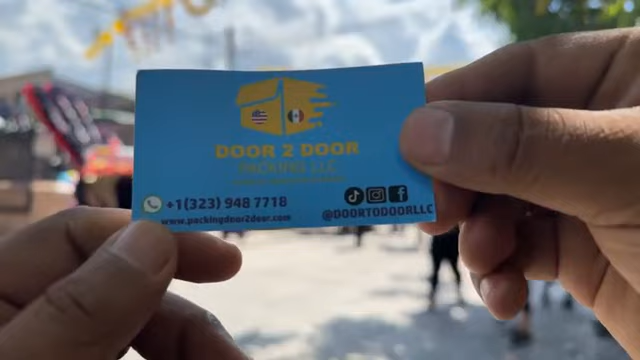 DOOR 2 DOOR
PACKING LLC
+1(323) 948 7718
www.packingdoor2door.com
@DOORTODOORLLC